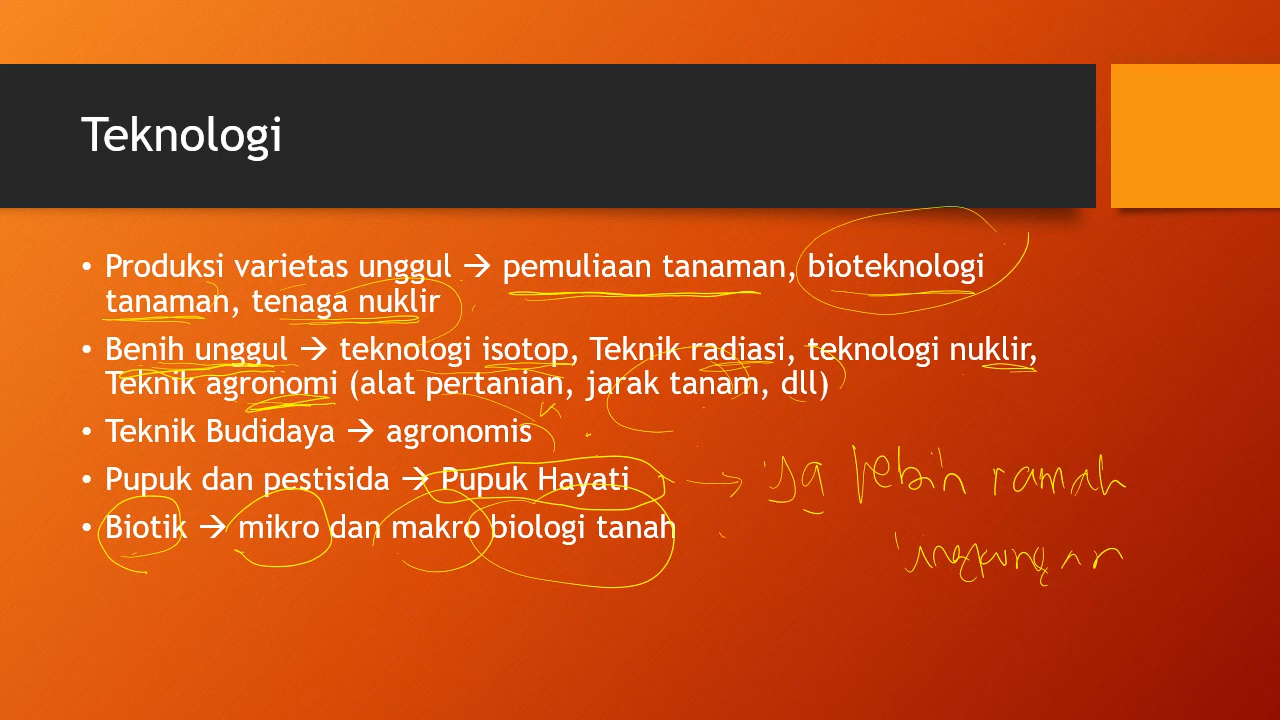 Teknologi
• Produksi varietas unggul → pemuliaan tanaman, bioteknologi
tanaman, tenaga nuklir
• Benih unggul → teknologi isotop, Teknik radiasi, teknologi nuklir,
Teknik agronomi (alat pertanian, jarak tanam, dll)
• Teknik Budidaya → agronomis
• Pupuk dan pestisida → Pupuk Hayati → lebih ramah
• Biotik → mikro dan makro biologi tanah